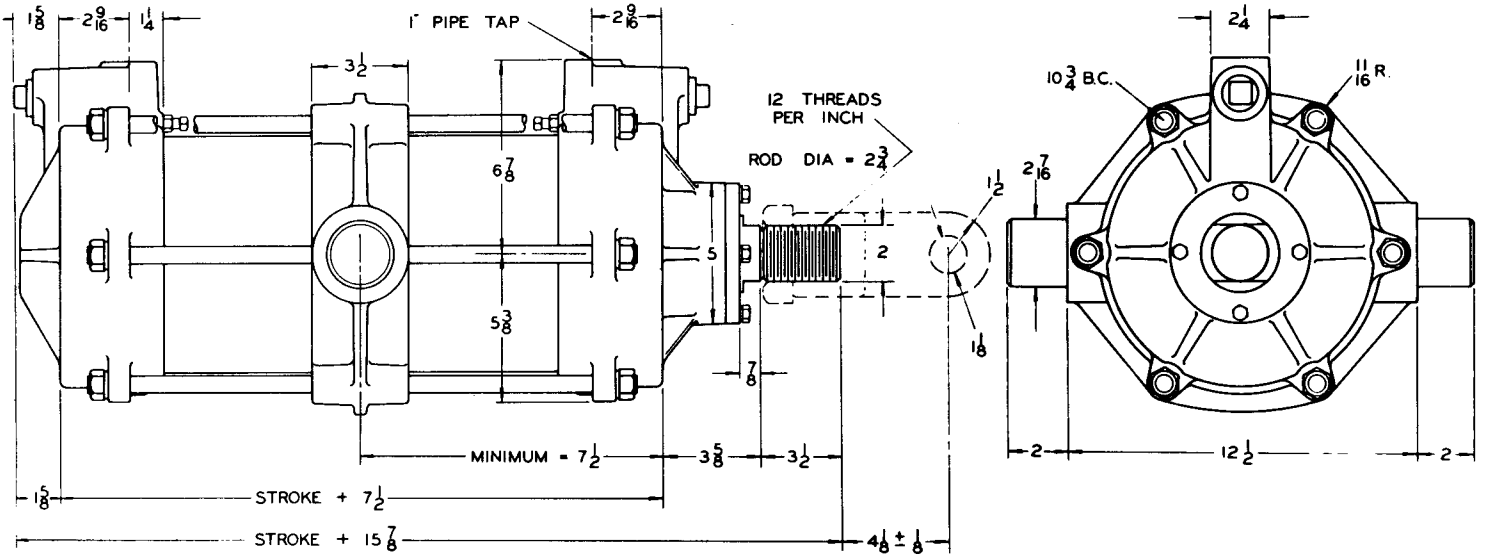 1 5/8
2 9/16
1 1/4
1" PIPE TAP
2 9/16
3 1/2
6 7/8
5 3/8
12 THREADS
PER INCH
ROD DIA = 2 3/4
1 1/2
5
2
1 1/8
7/8
MINIMUM = 7 1/2
3 5/8
3 1/2
1 5/8
STROKE + 7 1/2
STROKE + 15 7/8
4 1/8 ± 1/8
2 1/4
10 3/4 B.C.
11/16 R.
2 7/16
2
12 1/2
2